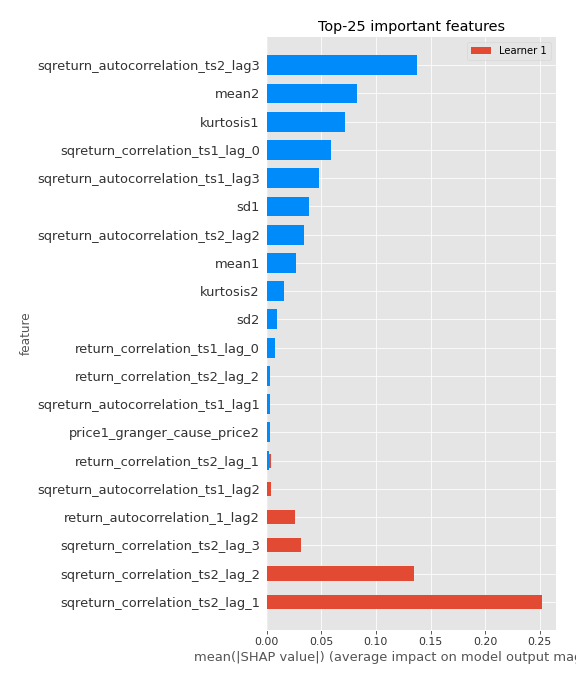 Top-25 important features
Learner 1
sqreturn_autocorrelation_ts2_lag3
mean2
kurtosis1
sqreturn_correlation_ts1_lag_0
sqreturn_autocorrelation_ts1_lag3
sd1
sqreturn_autocorrelation_ts2_lag2
mean1
kurtosis2
sd2
return_correlation_ts1_lag_0
return_correlation_ts2_lag_2
sqreturn_autocorrelation_ts1_lag1
price1_granger_cause_price2
return_correlation_ts2_lag_1
sqreturn_autocorrelation_ts1_lag2
return_autocorrelation_1_lag2
sqreturn_correlation_ts2_lag_3
sqreturn_correlation_ts2_lag_2
sqreturn_correlation_ts2_lag_1
feature
0.00 0.05 0.10 0.15 0.20 0.25
mean(|SHAP value|) (average impact on model output mag